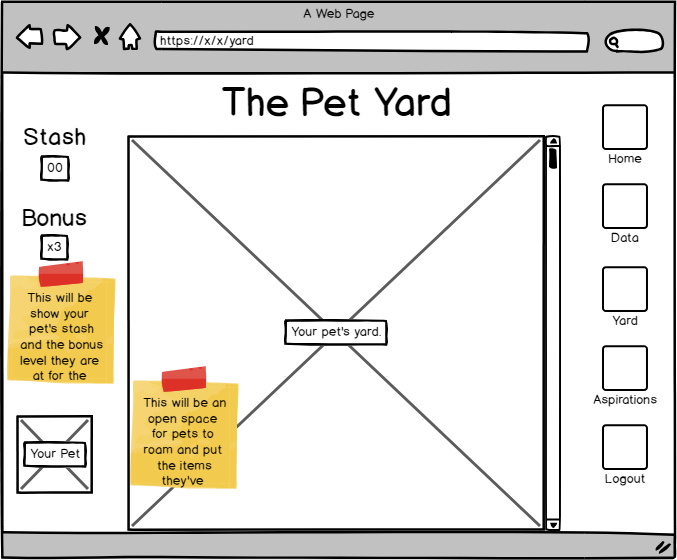 A Web Page
https://x/x/yard
The Pet Yard
Stash
00
Bonus
x3
This will be
show your
pet's stash
and the bonus
level they are
at for the
Your Pet
Your pet's yard.
This will be an
open space
for pets to
roam and put
the items
they've
Home
Data
Yard
Aspirations
Logout